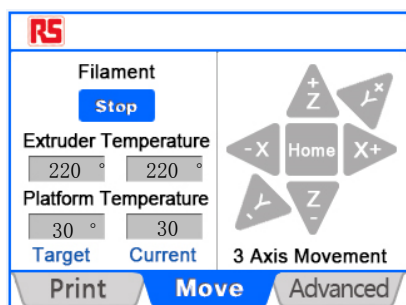 RS
Filament
Stop
Extruder Temperature
220 ° 220 °
Platform Temperature
30 ° 30
Target Current
+
Z
Y+
-X Home X+
Y-
Z
-
3 Axis Movement
Print Move Advanced